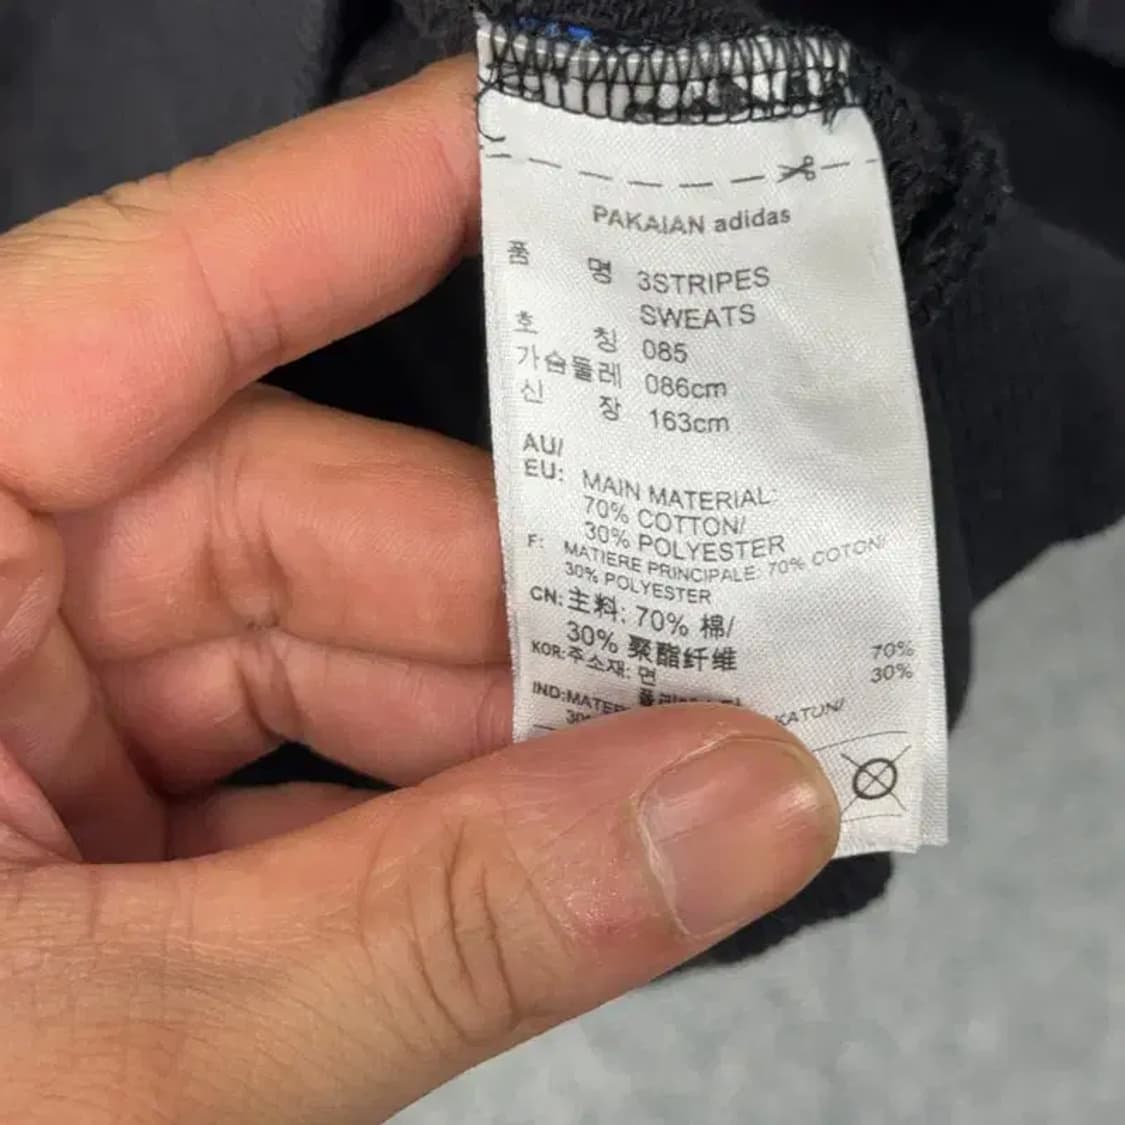 PAKAIAN adidas
품 명 3STRIPES
SWEATS
호 칭 085
가슴둘레 086cm
신 장 163cm
AU/
EU: MAIN MATERIAL:
70% COTTON/
30% POLYESTER
F: MATIERE PRINCIPALE: 70% COTON/
30% POLYESTER
CN: 主料: 70% 棉/
30% 聚酯纤维
KOR: 주소재: 면 70%
30%
IND: KATUN/